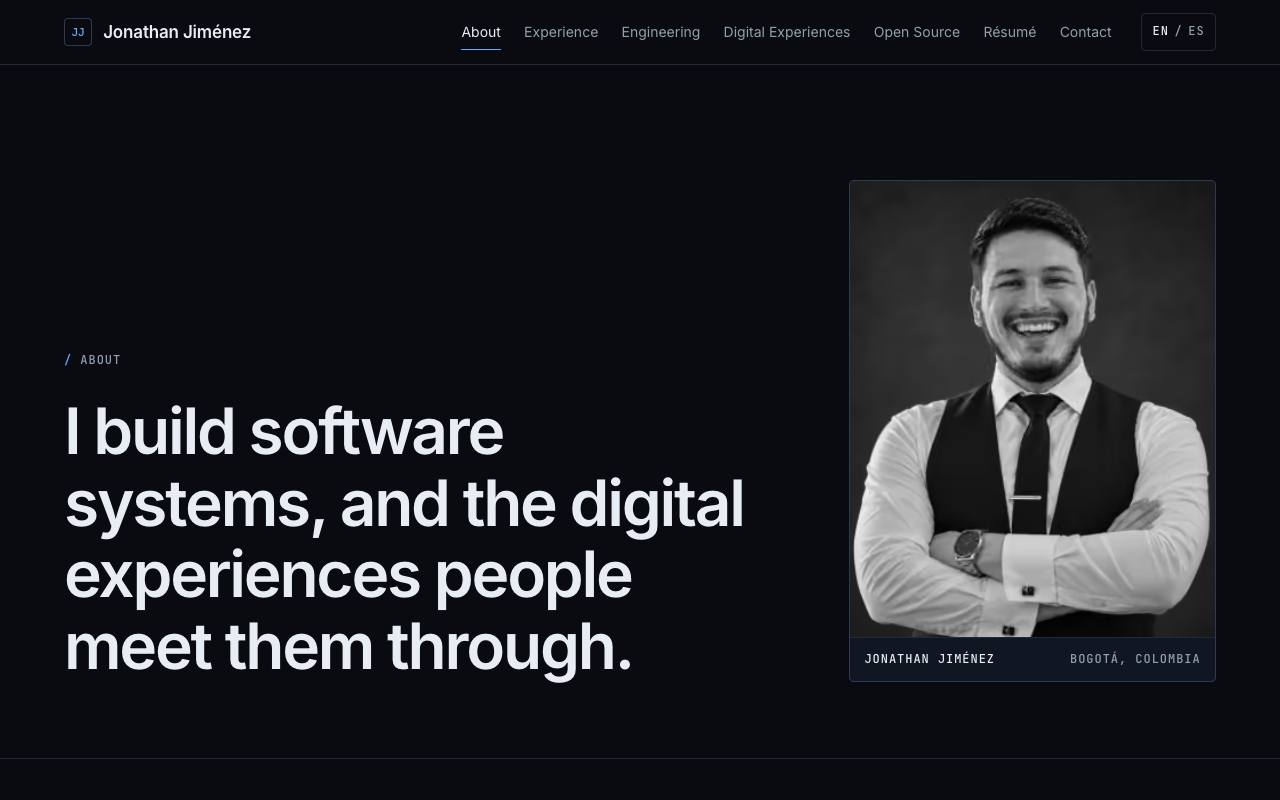 JJ
Jonathan Jiménez
About
Experience
Engineering
Digital Experiences
Open Source
Résumé
Contact
EN / ES
/ ABOUT
I build software
systems, and the digital
experiences people
meet them through.
JONATHAN JIMÉNEZ
BOGOTÁ, COLOMBIA